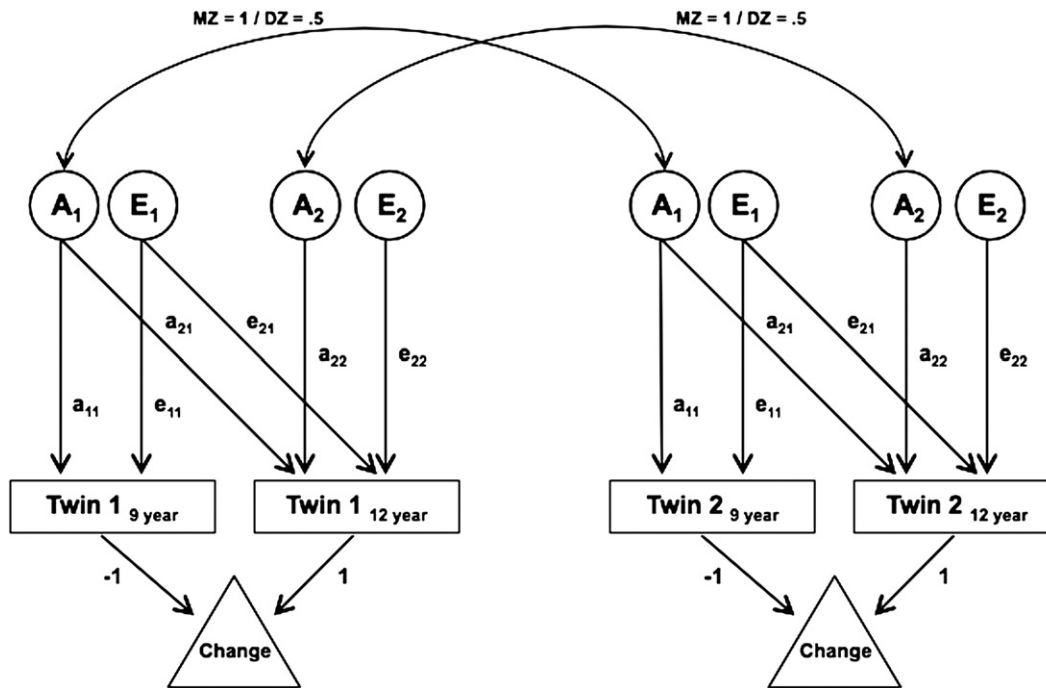 MZ = 1 / DZ = .5 MZ = 1 / DZ = .5
A1 E1 A2 E2 A1 E1 A2 E2
a21 e21 a22 e22 a21 e21 a22 e22
a11 e11 a11 e11
Twin 1 9 year Twin 1 12 year Twin 2 9 year Twin 2 12 year
-1 1 -1 1
Change Change